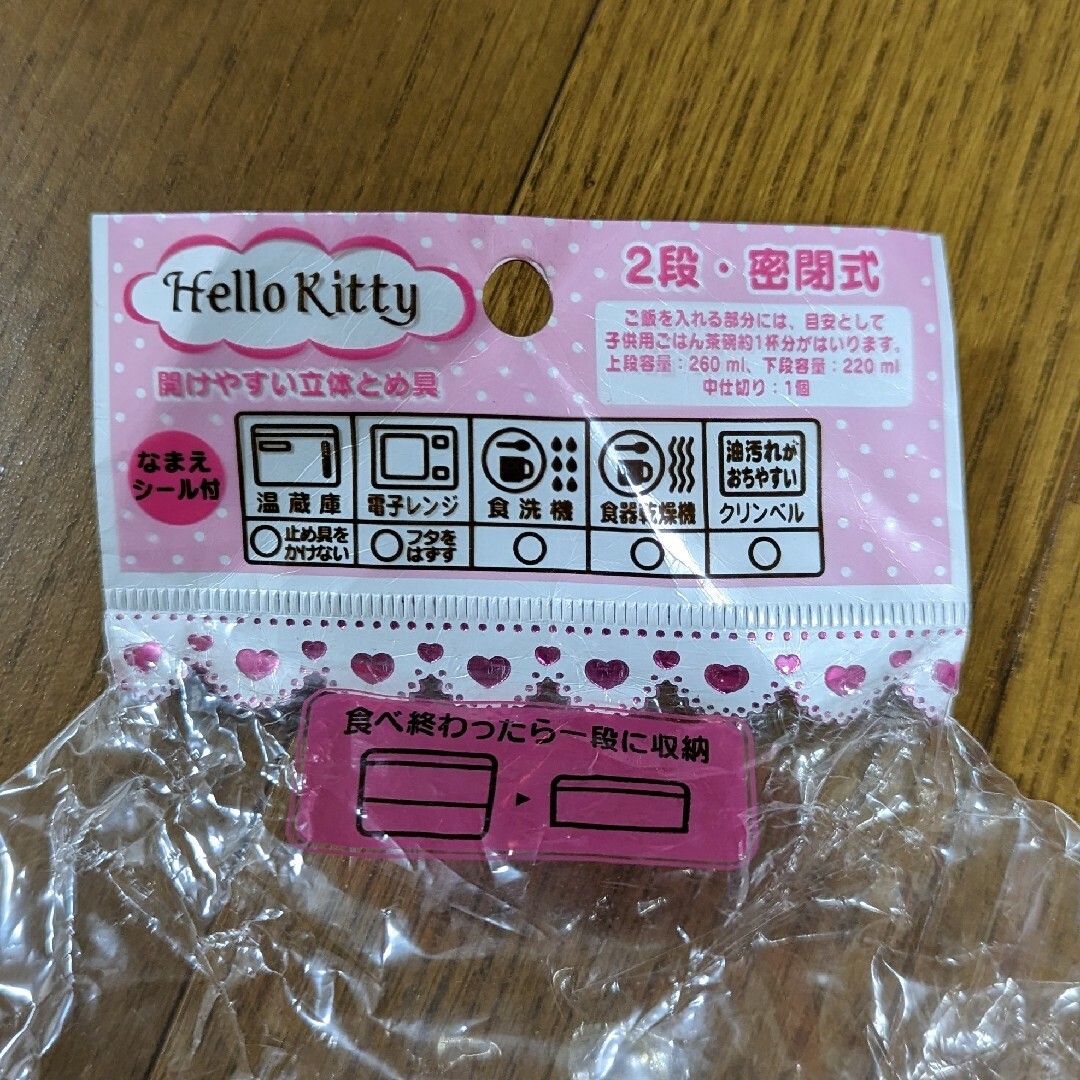 Hello Kitty
開けやすい立体とめ具
2段・密閉式
ご飯を入れる部分には、目安として
子供用ごはん茶碗約1杯分がはいります。
上段容量：260 ml、下段容量：220 ml
中仕切り：1個
なまえ
シール付
温蔵庫
電子レンジ
食洗機
食器乾燥機
油汚れが
おちやすい
クリンベル
止め具を
かけない
フタを
はずす
食べ終わったら一段に収納